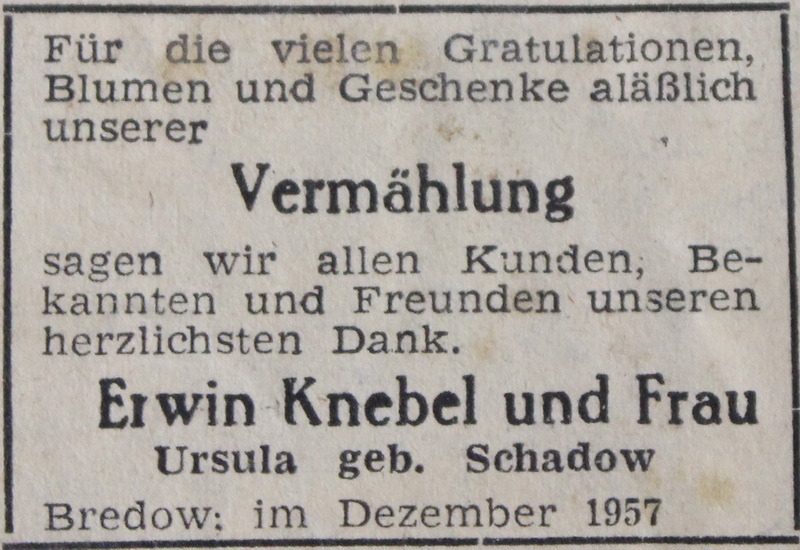 Für die vielen Gratulationen,
Blumen und Geschenke aläßlich
unserer
Vermählung
sagen wir allen Kunden, Be-
kannten und Freunden unseren
herzlichsten Dank.
Erwin Knebel und Frau
Ursula geb. Schadow
Bredow; im Dezember 1957